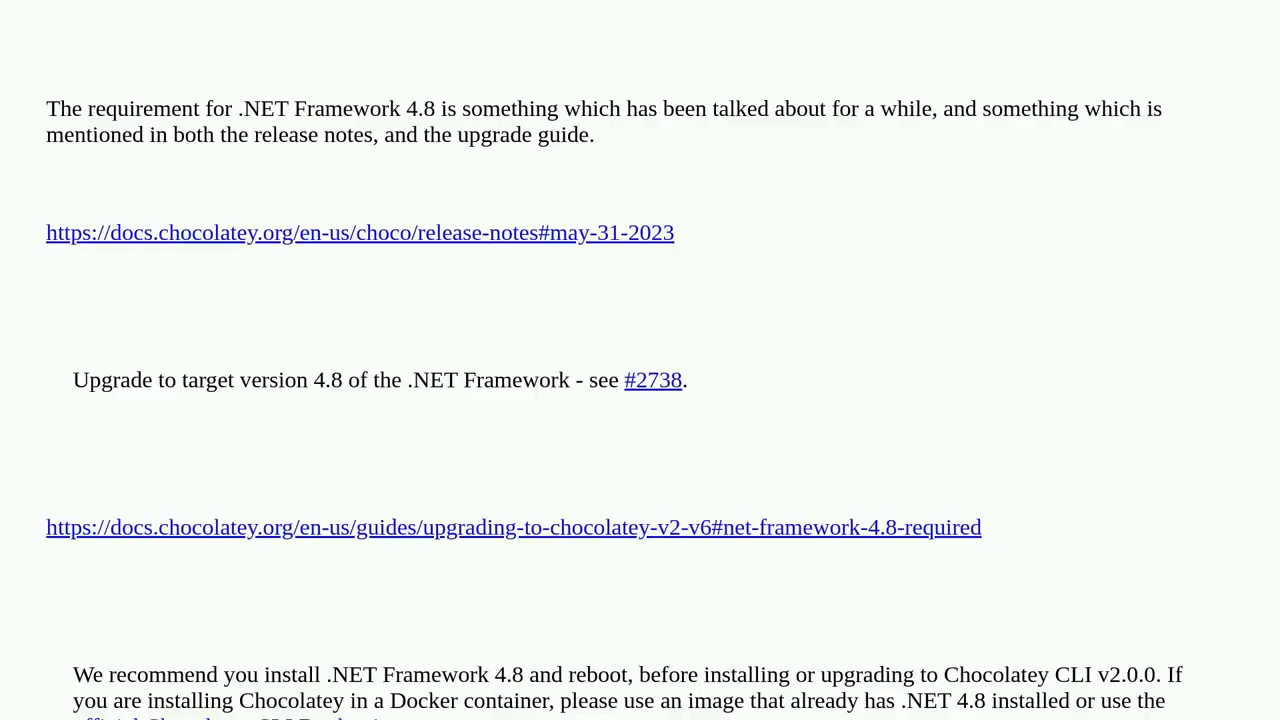 The requirement for .NET Framework 4.8 is something which has been talked about for a while, and something which is
mentioned in both the release notes, and the upgrade guide.
https://docs.chocolatey.org/en-us/choco/release-notes#may-31-2023
Upgrade to target version 4.8 of the .NET Framework - see #2738.
https://docs.chocolatey.org/en-us/guides/upgrading-to-chocolatey-v2-v6#net-framework-4.8-required
We recommend you install .NET Framework 4.8 and reboot, before installing or upgrading to Chocolatey CLI v2.0.0. If
you are installing Chocolatey in a Docker container, please use an image that already has .NET 4.8 installed or use the